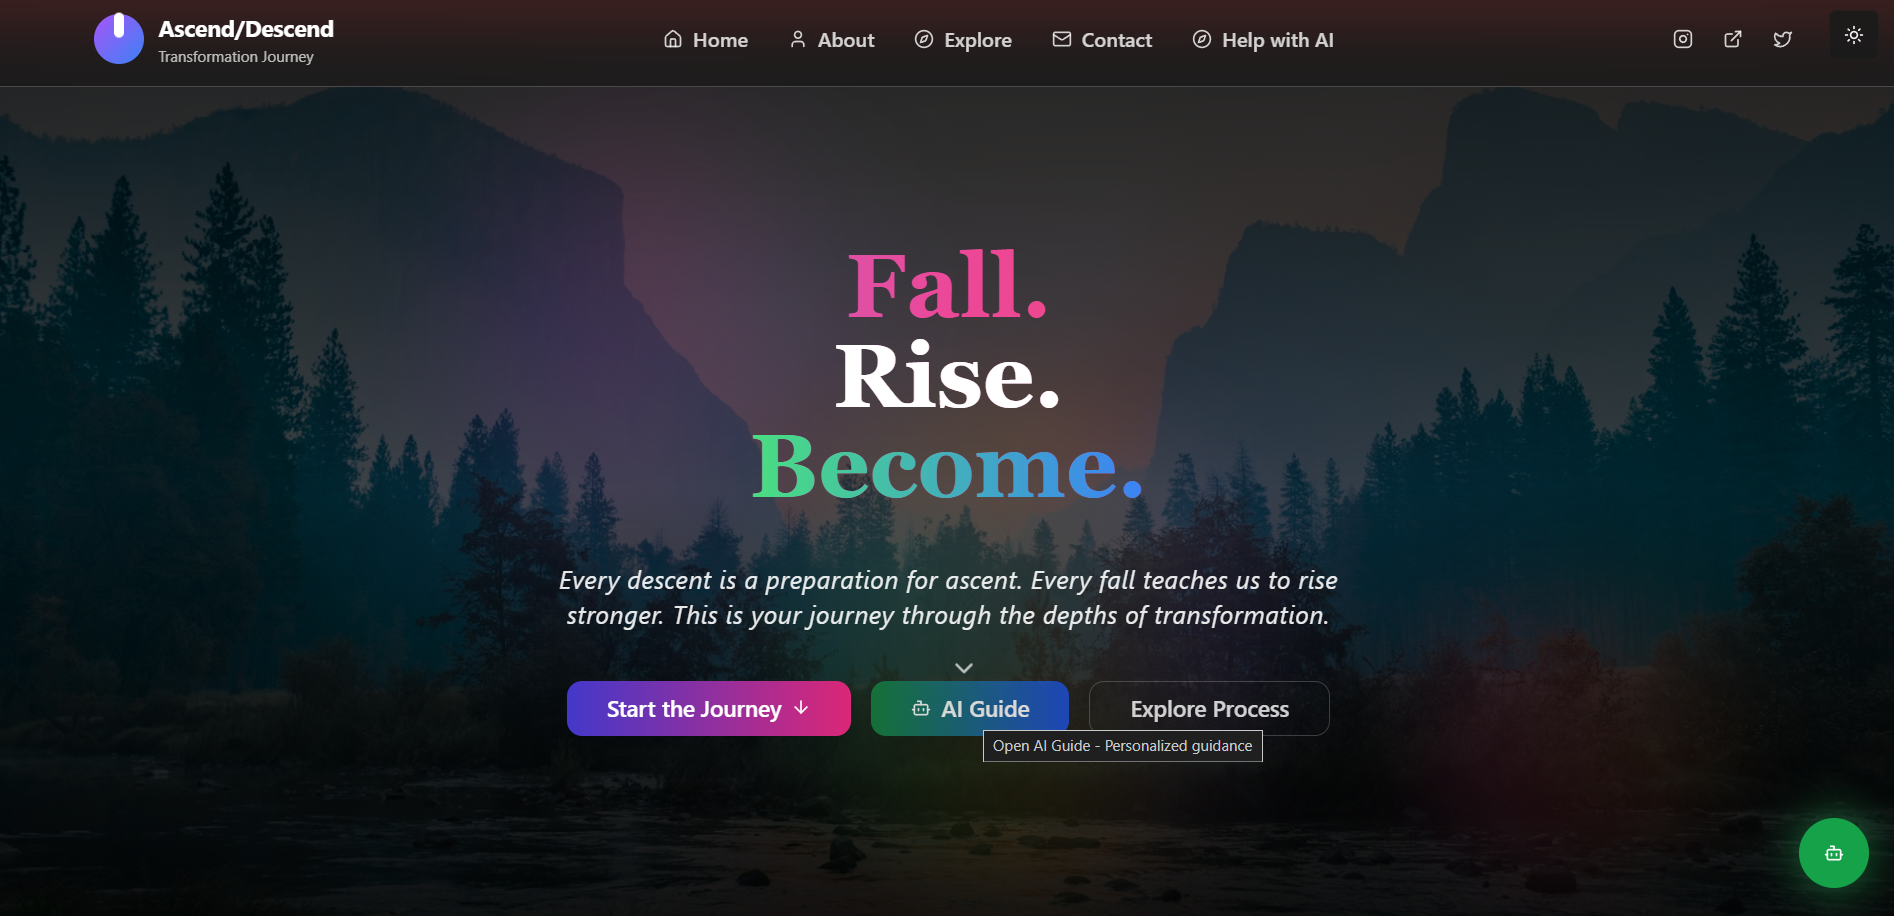 Ascend/Descend
Transformation Journey
Home
About
Explore
Contact
Help with AI
Fall.
Rise.
Become.
Every descent is a preparation for ascent. Every fall teaches us to rise
stronger. This is your journey through the depths of transformation.
Start the Journey
AI Guide
Explore Process
Open AI Guide - Personalized guidance